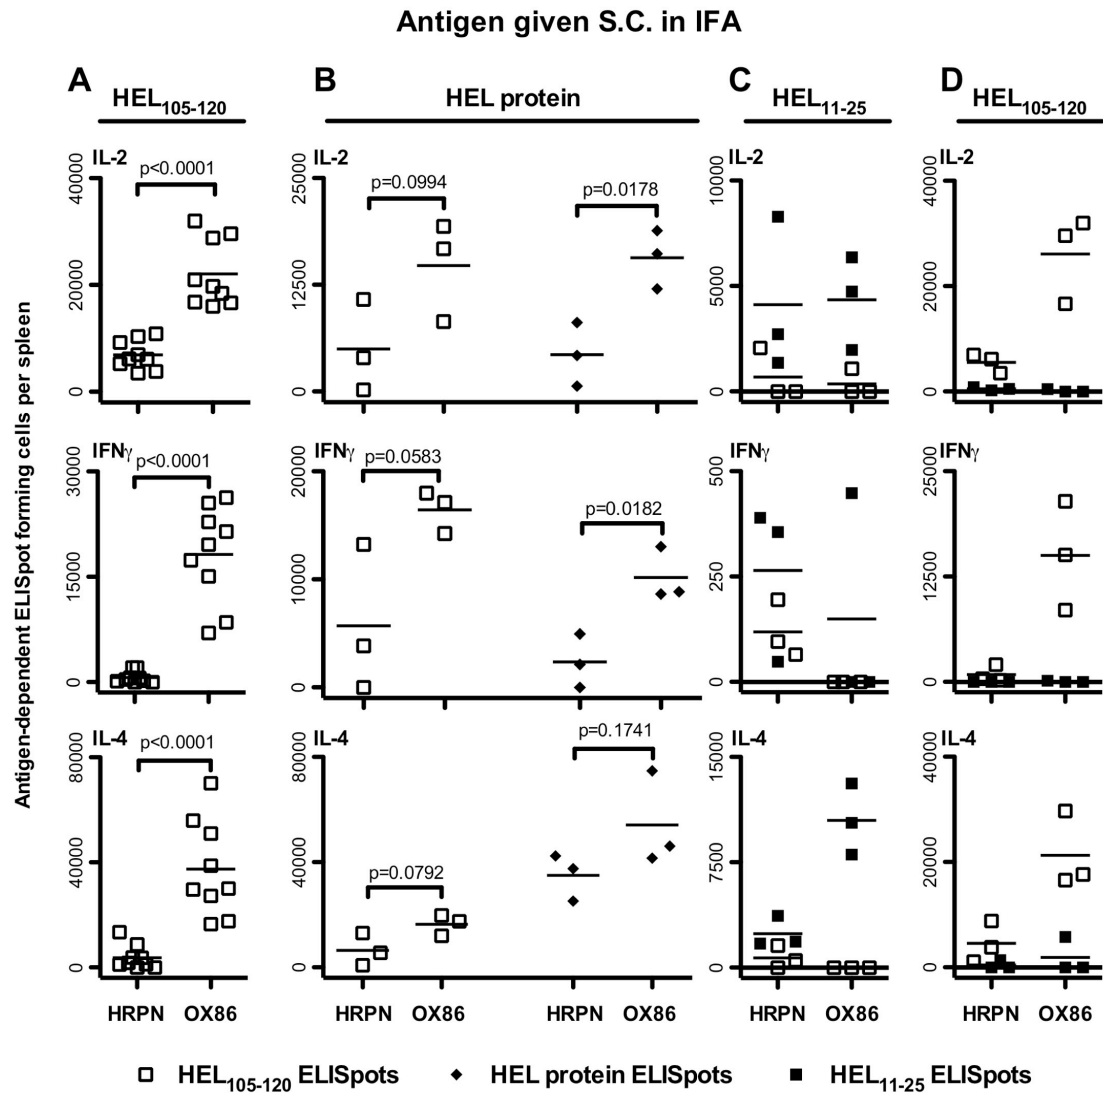 Antigen given S.C. in IFA
A B C D
HEL105-120 HEL protein HEL11-25 HEL105-120
Antigen-dependent ELISpot forming cells per spleen
IL-2 IL-2 IL-2 IL-2
p<0.0001 p=0.0994 p=0.0178
40000 25000 10000 40000
20000 12500 5000 20000
0 0 0 0
IFNγ IFNγ IFNγ IFNγ
p<0.0001 p=0.0583 p=0.0182
30000 20000 500 25000
15000 10000 250 12500
0 0 0 0
IL-4 IL-4 IL-4 IL-4
p<0.0001 p=0.0792 p=0.1741
80000 80000 15000 40000
40000 40000 7500 20000
0 0 0 0
HRPN OX86 HRPN OX86 HRPN OX86 HRPN OX86 HRPN OX86
HEL105-120 ELISpots HEL protein ELISpots HEL11-25 ELISpots